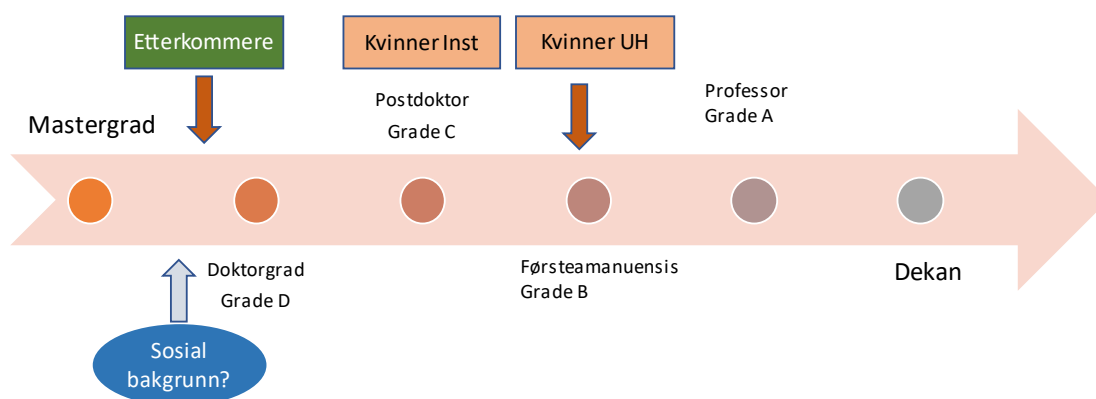 Etterkommere
Kvinner Inst
Kvinner UH
Postdoktor
Grade C
Professor
Grade A
Mastergrad
Doktorgrad
Grade D
Førsteamanuensis
Grade B
Dekan
Sosial
bakgrunn?